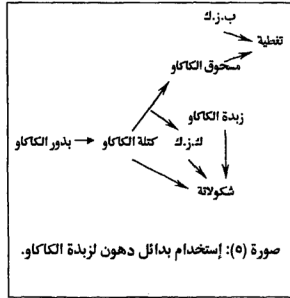 ب.ز.ك
تغطية
مسحوق الكاكاو
زبدة الكاكاو
بذور الكاكاو كتلة الكاكاو ك.ز.ك
شكولاتة
صورة (٥): إستخدام بدائل دهون لزبدة الكاكاو.